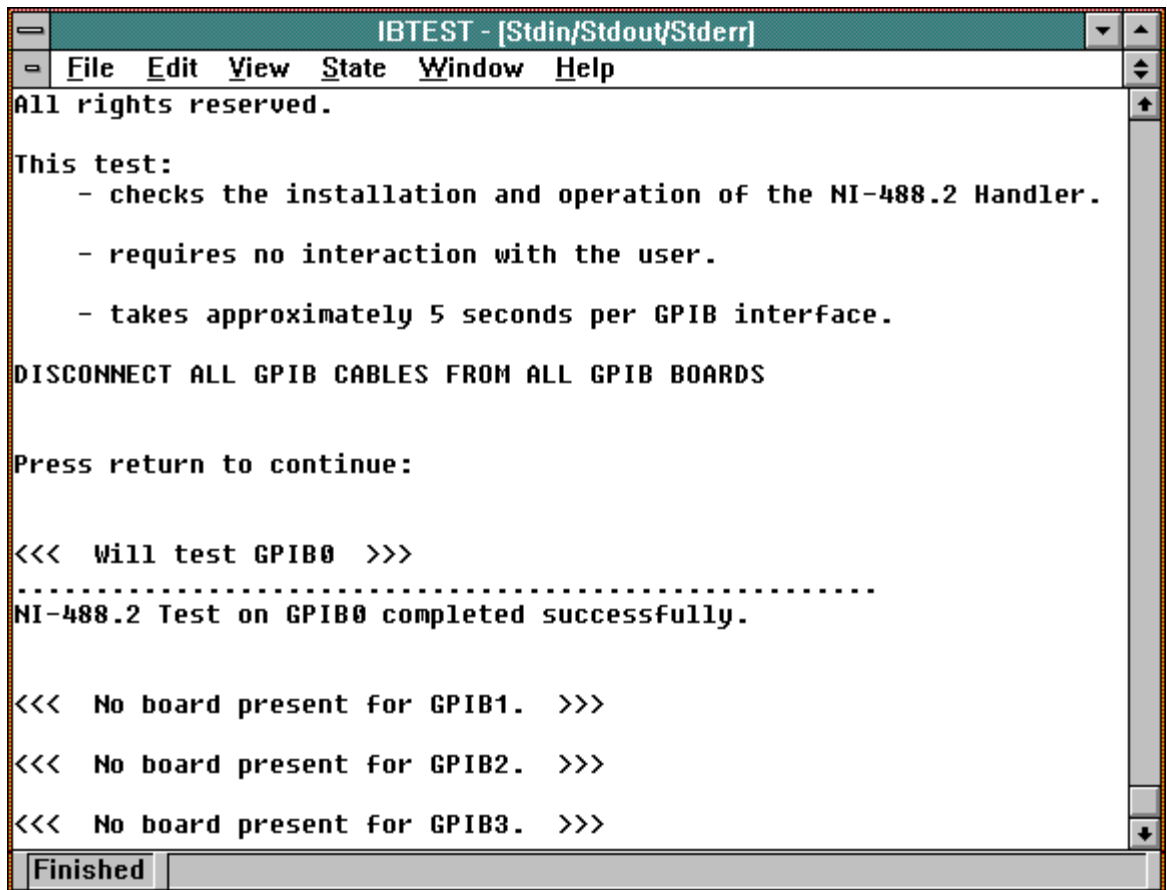 IBTEST - [Stdin/Stdout/Stderr]
File Edit View State Window Help
All rights reserved.
This test:
- checks the installation and operation of the NI-488.2 Handler.
- requires no interaction with the user.
- takes approximately 5 seconds per GPIB interface.
DISCONNECT ALL GPIB CABLES FROM ALL GPIB BOARDS
Press return to continue:
<<<  Will test GPIB0  >>>
......................................................
NI-488.2 Test on GPIB0 completed successfully.
<<<  No board present for GPIB1.  >>>
<<<  No board present for GPIB2.  >>>
<<<  No board present for GPIB3.  >>>
Finished